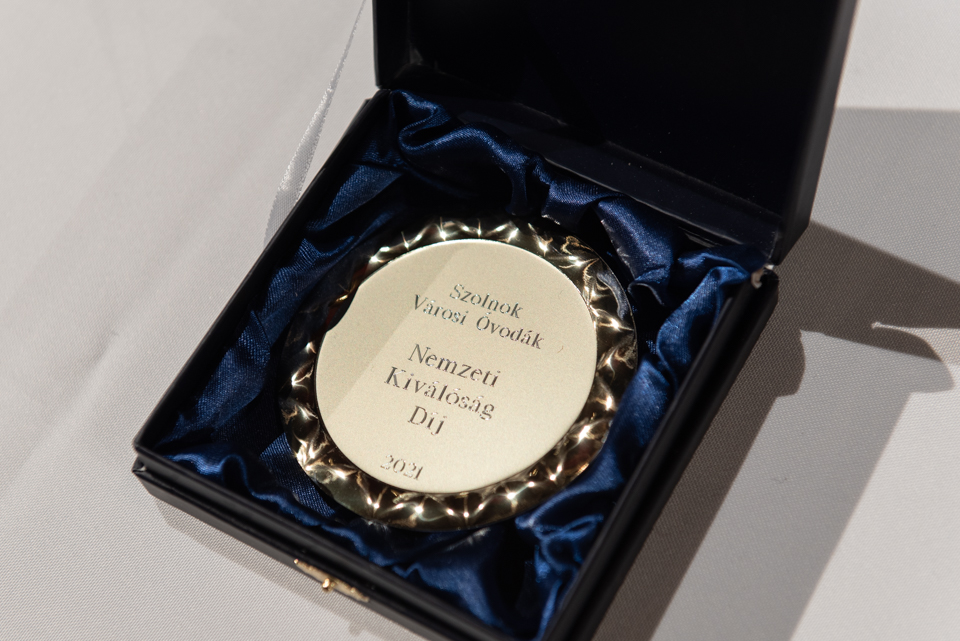 Szolnok
Városi Óvodák
Nemzeti
Kiválóság
Díj
2021